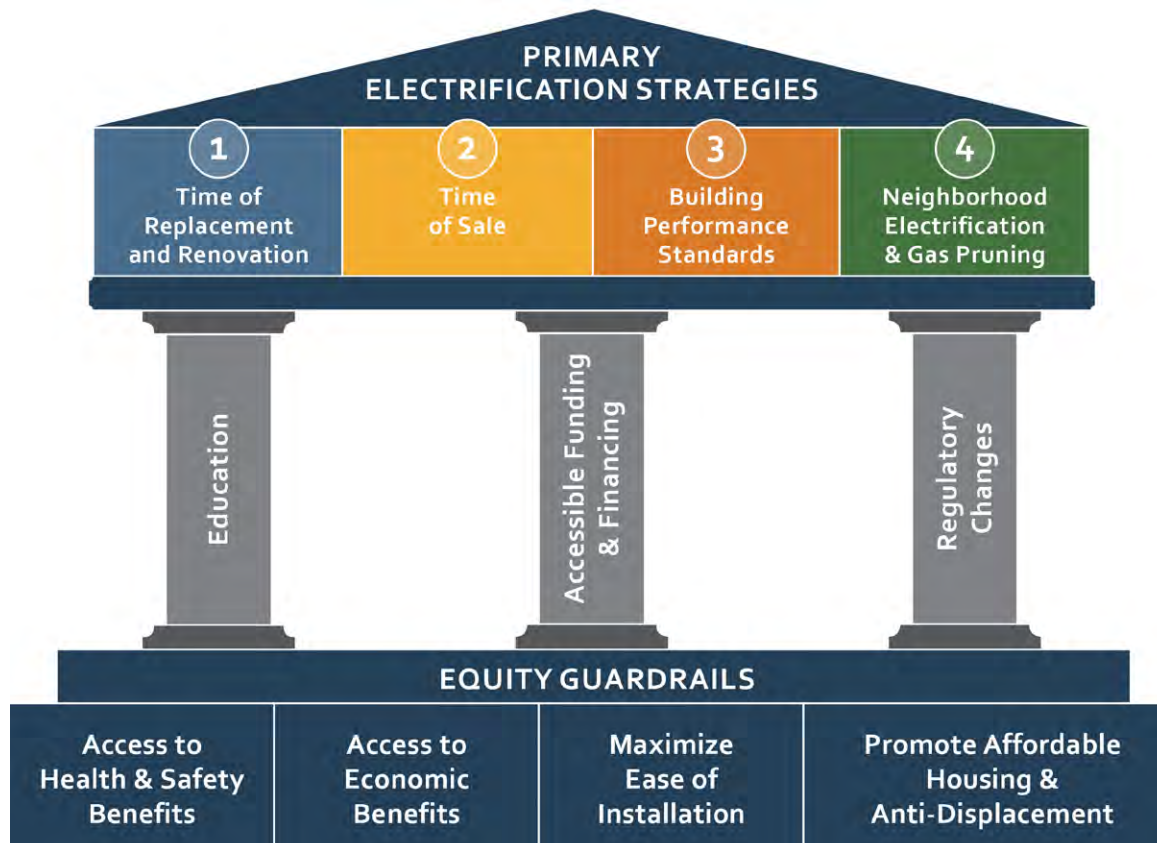 PRIMARY
ELECTRIFICATION STRATEGIES
1
Time of
Replacement
and Renovation
2
Time
of Sale
3
Building
Performance
Standards
4
Neighborhood
Electrification
& Gas Pruning
Education
Accessible Funding
& Financing
Regulatory
Changes
EQUITY GUARDRAILS
Access to
Health & Safety
Benefits
Access to
Economic
Benefits
Maximize
Ease of
Installation
Promote Affordable
Housing &
Anti-Displacement